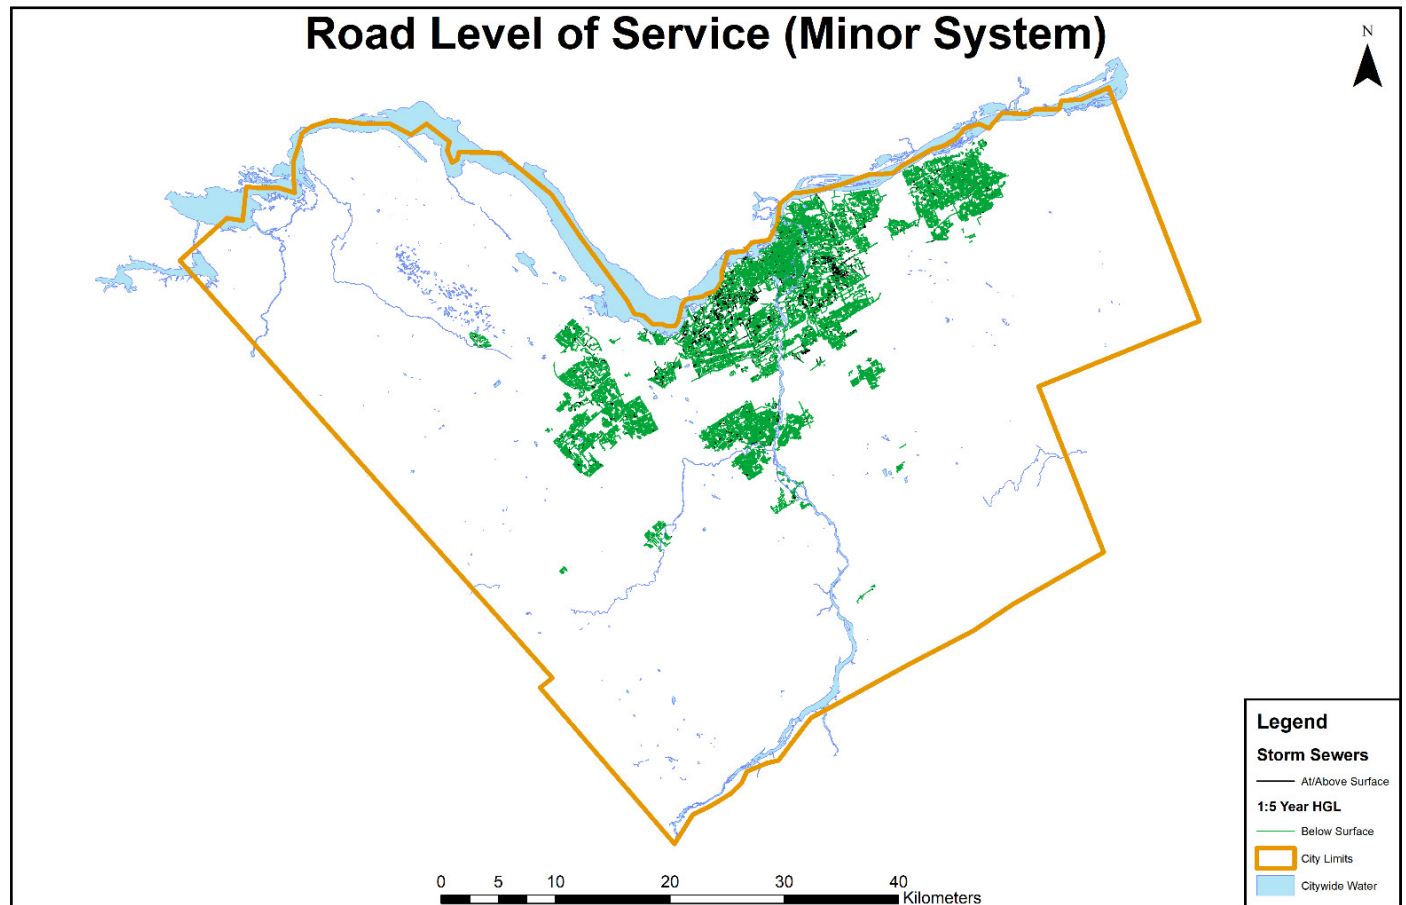 Road Level of Service (Minor System)
N
Legend
Storm Sewers
At/Above Surface
1:5 Year HGL
Below Surface
City Limits
Citywide Water
0 5 10 20 30 40
Kilometers